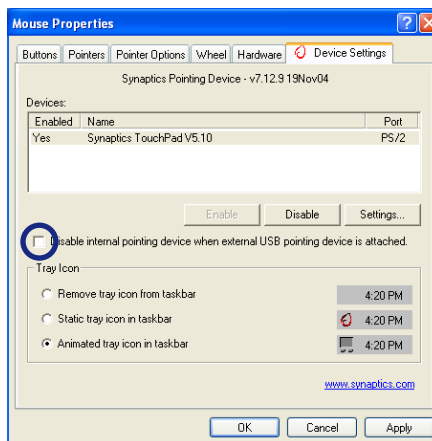 Mouse Properties
Buttons Pointers Pointer Options Wheel Hardware Device Settings
Synaptics Pointing Device - v7.12.9 19Nov04
Devices:
Enabled Name Port
Yes Synaptics TouchPad V5.10 PS/2
Enable Disable Settings...
Disable internal pointing device when external USB pointing device is attached.
Tray Icon
Remove tray icon from taskbar 4:20 PM
Static tray icon in taskbar 4:20 PM
Animated tray icon in taskbar 4:20 PM
www.synaptics.com
OK Cancel Apply